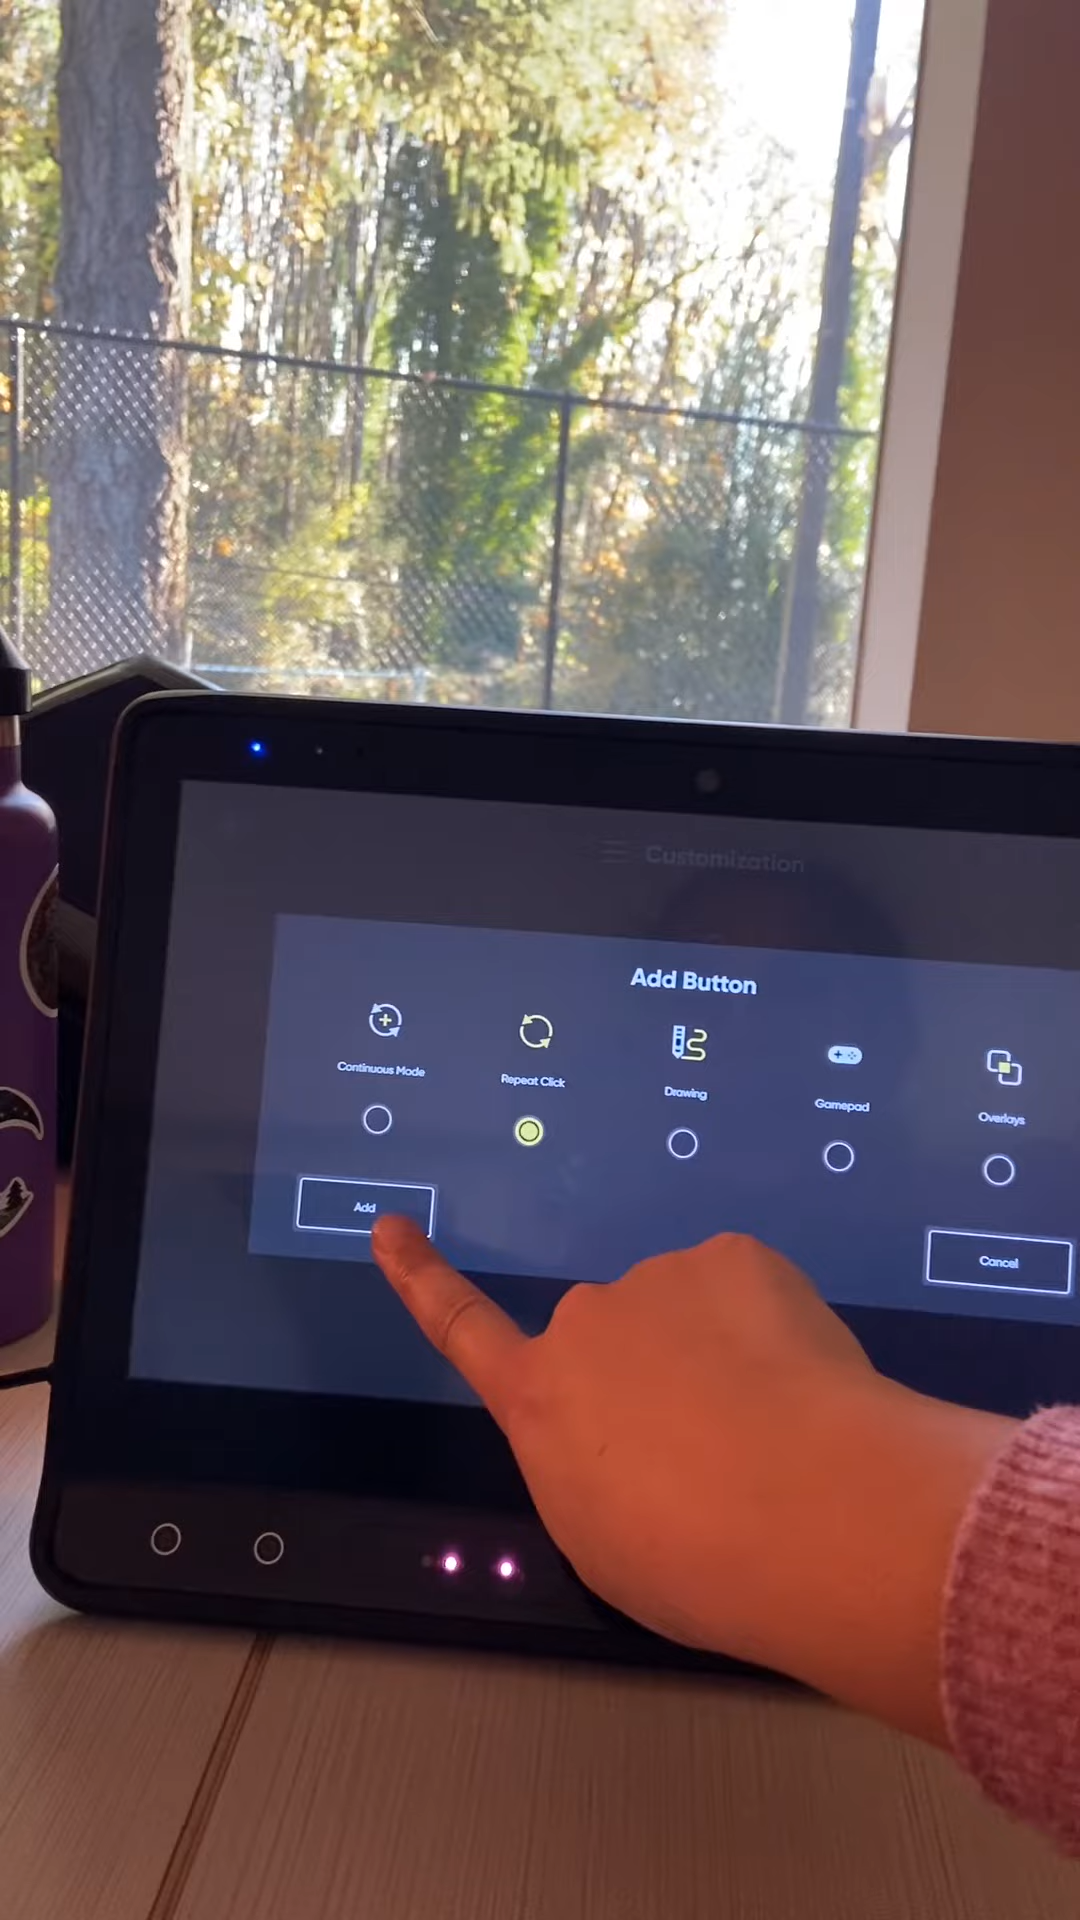 Customization
Add Button
Continuous Mode
Repeat Click
Drawing
Gamepad
Overlays
Add
Cancel